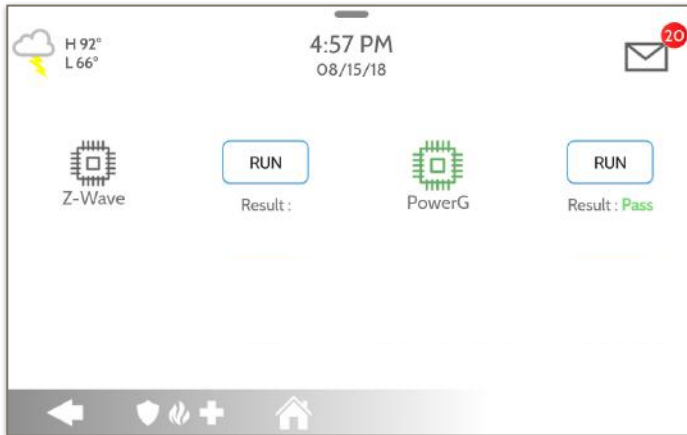 H 92°
L 66°
4:57 PM
08/15/18
20
Z-Wave
RUN
Result :
PowerG
RUN
Result : Pass